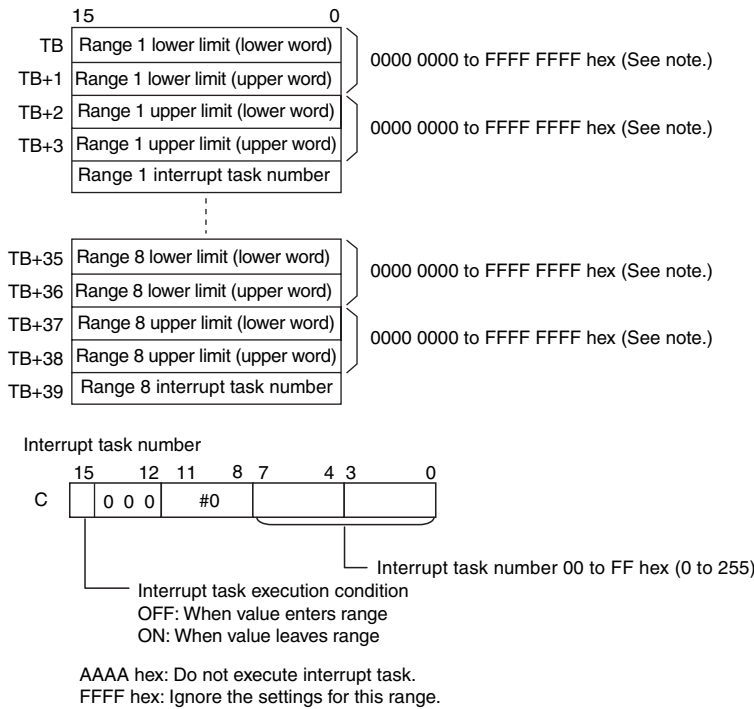 15 0
TB Range 1 lower limit (lower word)
0000 0000 to FFFF FFFF hex (See note.)
TB+1 Range 1 lower limit (upper word)
TB+2 Range 1 upper limit (lower word)
0000 0000 to FFFF FFFF hex (See note.)
TB+3 Range 1 upper limit (upper word)
Range 1 interrupt task number
TB+35 Range 8 lower limit (lower word)
0000 0000 to FFFF FFFF hex (See note.)
TB+36 Range 8 lower limit (upper word)
TB+37 Range 8 upper limit (lower word)
0000 0000 to FFFF FFFF hex (See note.)
TB+38 Range 8 upper limit (upper word)
TB+39 Range 8 interrupt task number
Interrupt task number
15 12 11 8 7 4 3 0
C 0 0 0 #0
Interrupt task number 00 to FF hex (0 to 255)
Interrupt task execution condition
OFF: When value enters range
ON: When value leaves range
AAAA hex: Do not execute interrupt task.
FFFF hex: Ignore the settings for this range.